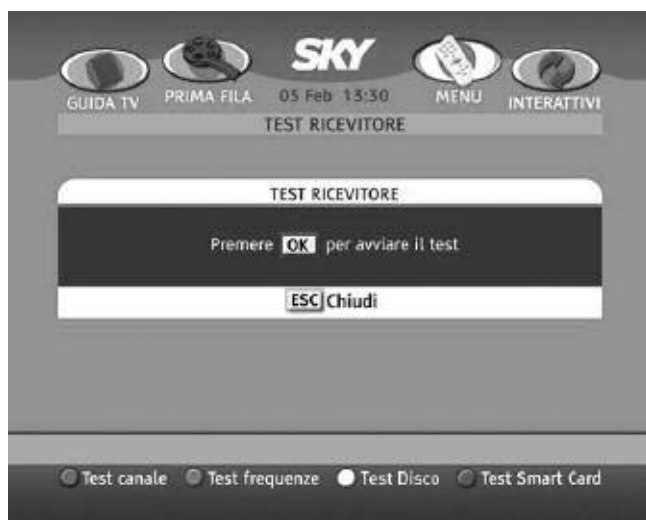 SKY
GUIDA TV PRIMA FILA 05 Feb 13:30 MENU INTERATTIVI
TEST RICEVITORE
TEST RICEVITORE
Premere OK per avviare il test
ESC Chiudi
Test canale Test frequenze Test Disco Test Smart Card